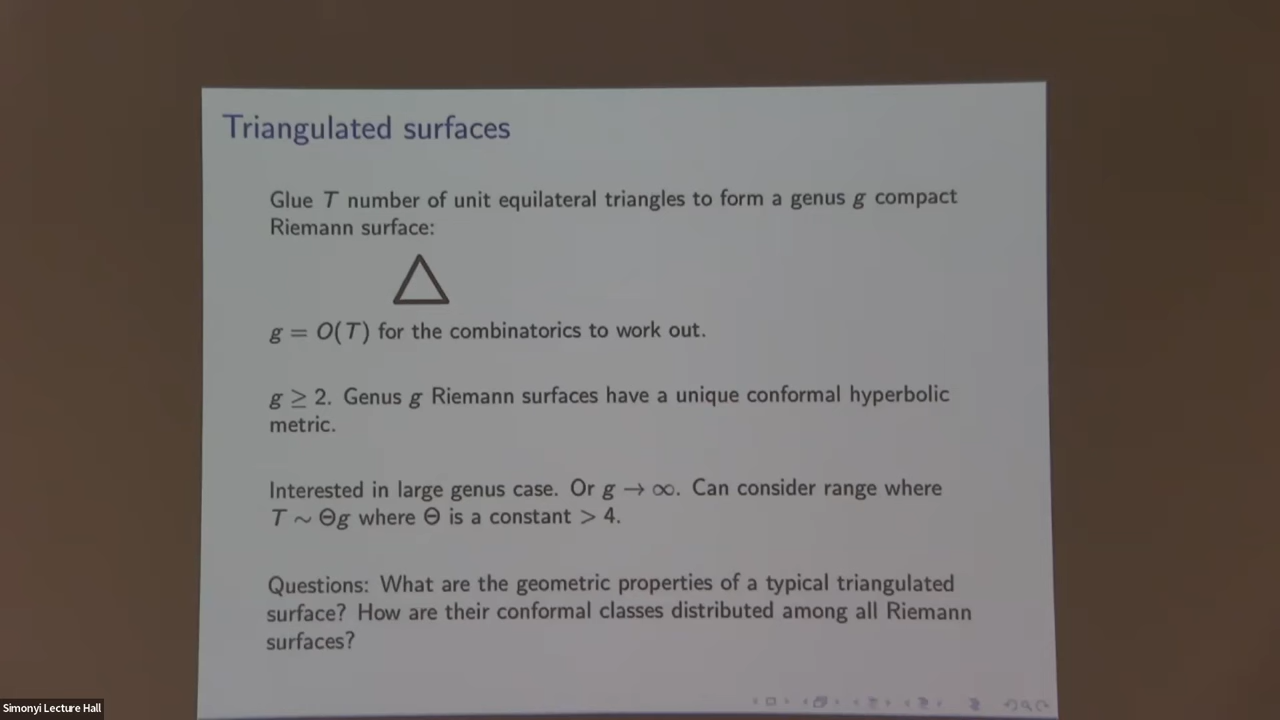 Triangulated surfaces
Glue T number of unit equilateral triangles to form a genus g compact
Riemann surface:
g = O(T) for the combinatorics to work out.
g ≥ 2. Genus g Riemann surfaces have a unique conformal hyperbolic
metric.
Interested in large genus case. Or g → ∞. Can consider range where
T ∼ Θg where Θ is a constant > 4.
Questions: What are the geometric properties of a typical triangulated
surface? How are their conformal classes distributed among all Riemann
surfaces?
Simonyi Lecture Hall